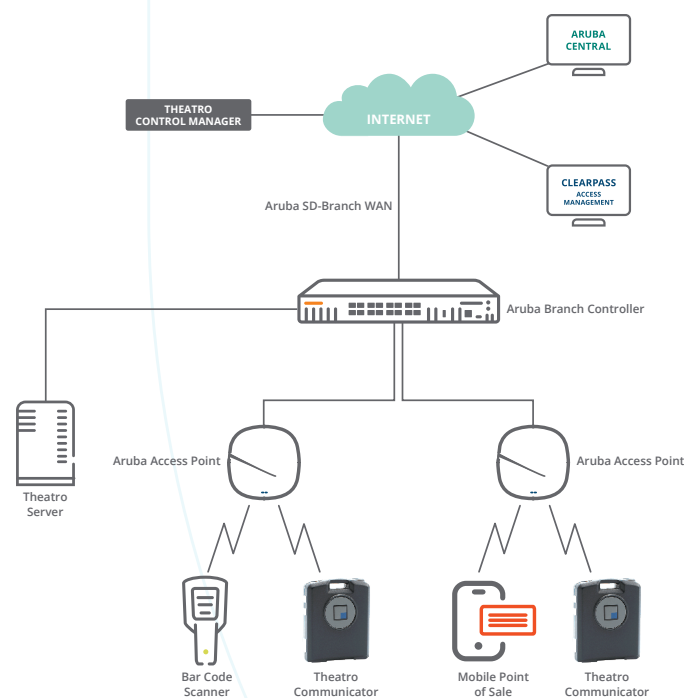 ARUBA
CENTRAL
THEATRO
CONTROL MANAGER
INTERNET
CLEARPASS
ACCESS
MANAGEMENT
Aruba SD-Branch WAN
Aruba Branch Controller
Aruba Access Point
Aruba Access Point
Theatro
Server
Bar Code
Scanner
Theatro
Communicator
Mobile Point
of Sale
Theatro
Communicator